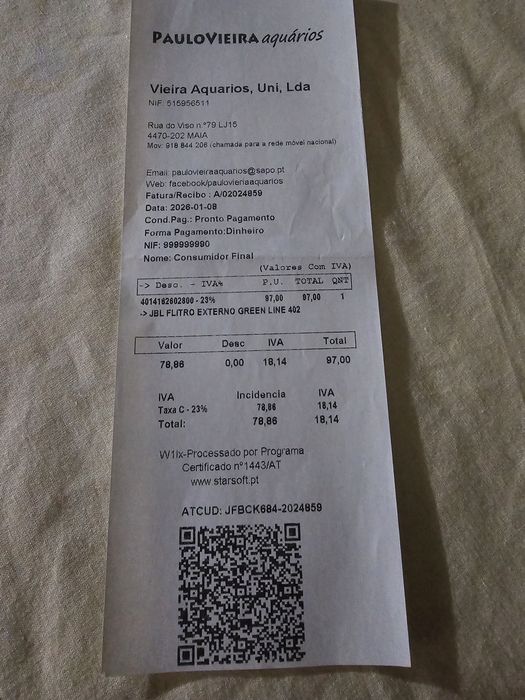 PAULOVIEIRA aquários
Vieira Aquarios, Uni, Lda
NIF: 515956511
Rua do Viso n.º79 LJ15
4470-202 MAIA
Mov: 918 844 206 (chamada para a rede móvel nacional)
Email: paulovieiraaquarios@sapo.pt
Web: facebook/paulovieiraaquarios
Fatura/Recibo : A/02024859
Data: 2026-01-08
Cond.Pag.: Pronto Pagamento
Forma Pagamento:Dinheiro
NIF: 999999990
Nome: Consumidor Final
(Valores Com IVA)
-> Desc. - IVA% P.U. TOTAL QNT
4014162602800 - 23% 97,00 97,00 1
-> JBL FLITRO EXTERNO GREEN LINE 402
Valor Desc IVA Total
78,86 0,00 18,14 97,00
IVA Incidencia IVA
Taxa C - 23% 78,86 18,14
Total: 78,86 18,14
W1Ix-Processado por Programa
Certificado nº1443/AT
www.starsoft.pt
ATCUD: JFBCK684-2024859